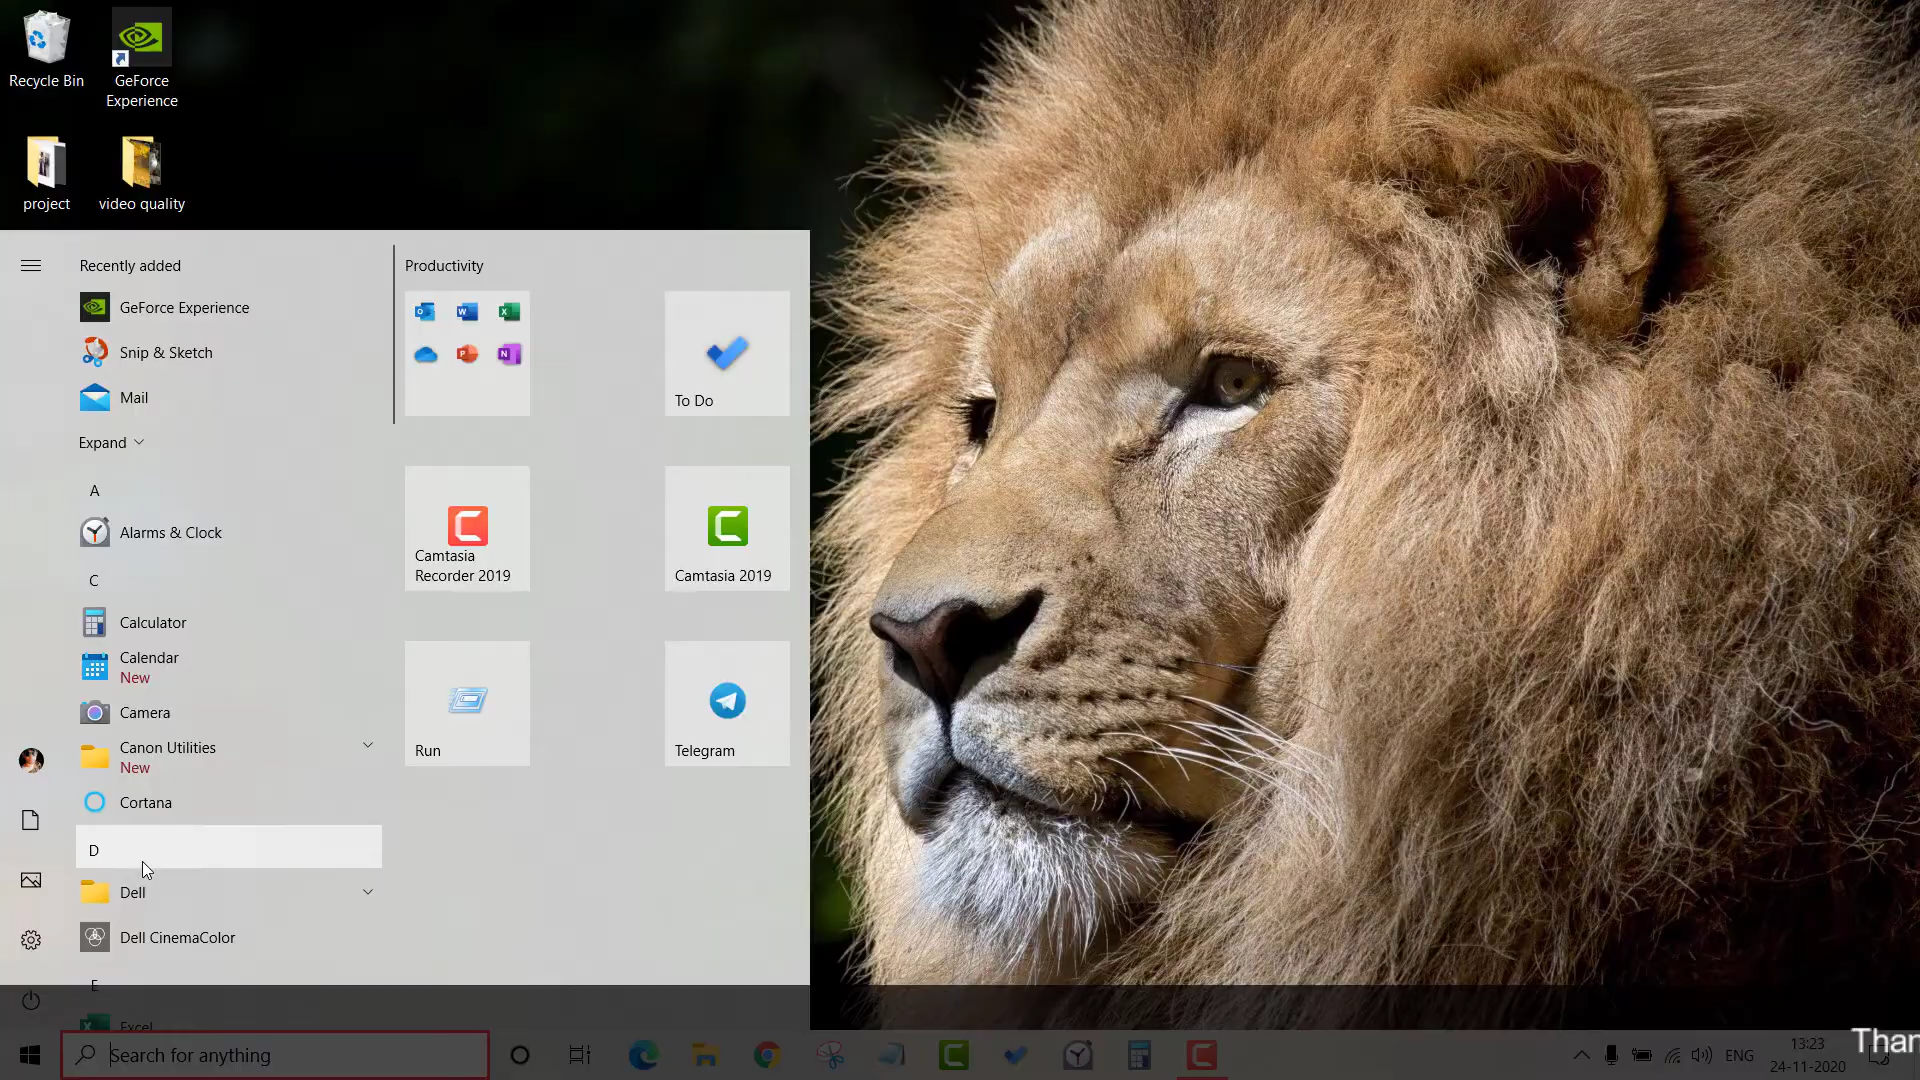 Recycle Bin
GeForce
Experience
project
video quality
Recently added
GeForce Experience
Snip & Sketch
Mail
Expand
A
Alarms & Clock
C
Calculator
Calendar
New
Camera
Canon Utilities
New
Cortana
D
Dell
Dell CinemaColor
E
Excel
Productivity
To Do
Camtasia
Recorder 2019
Camtasia 2019
Run
Telegram
Search for anything
ENG
13:23
24-11-2020
Than